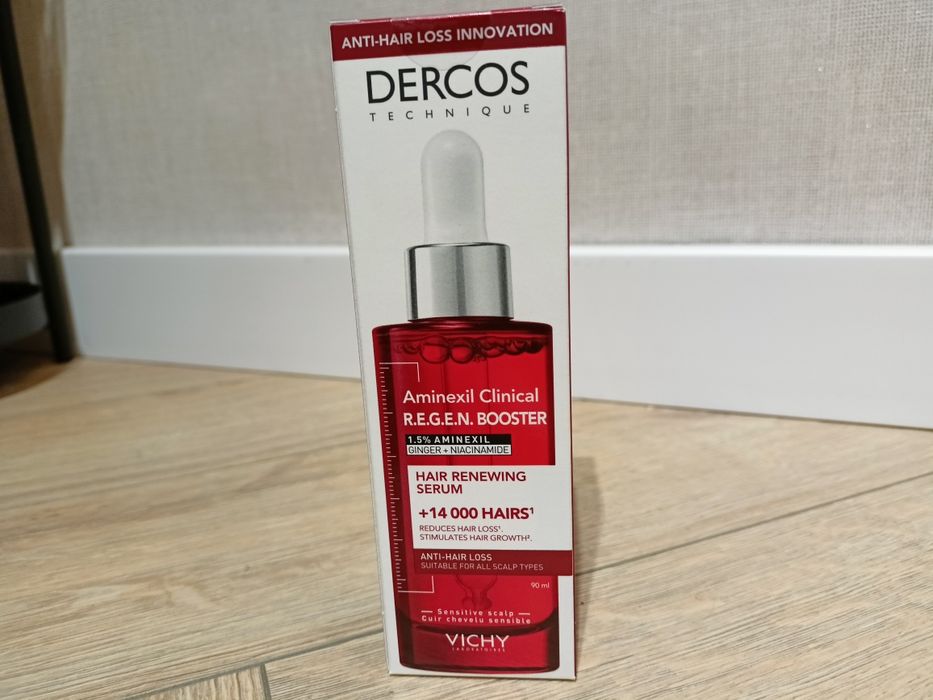 ANTI-HAIR LOSS INNOVATION
DERCOS
TECHNIQUE
Aminexil Clinical
R.E.G.E.N. BOOSTER
1.5% AMINEXIL
GINGER + NIACINAMIDE
HAIR RENEWING
SERUM
+14 000 HAIRS¹
REDUCES HAIR LOSS¹.
STIMULATES HAIR GROWTH².
ANTI-HAIR LOSS
SUITABLE FOR ALL SCALP TYPES
90 ml
Sensitive scalp
Cuir chevelu sensible
VICHY
LABORATOIRES